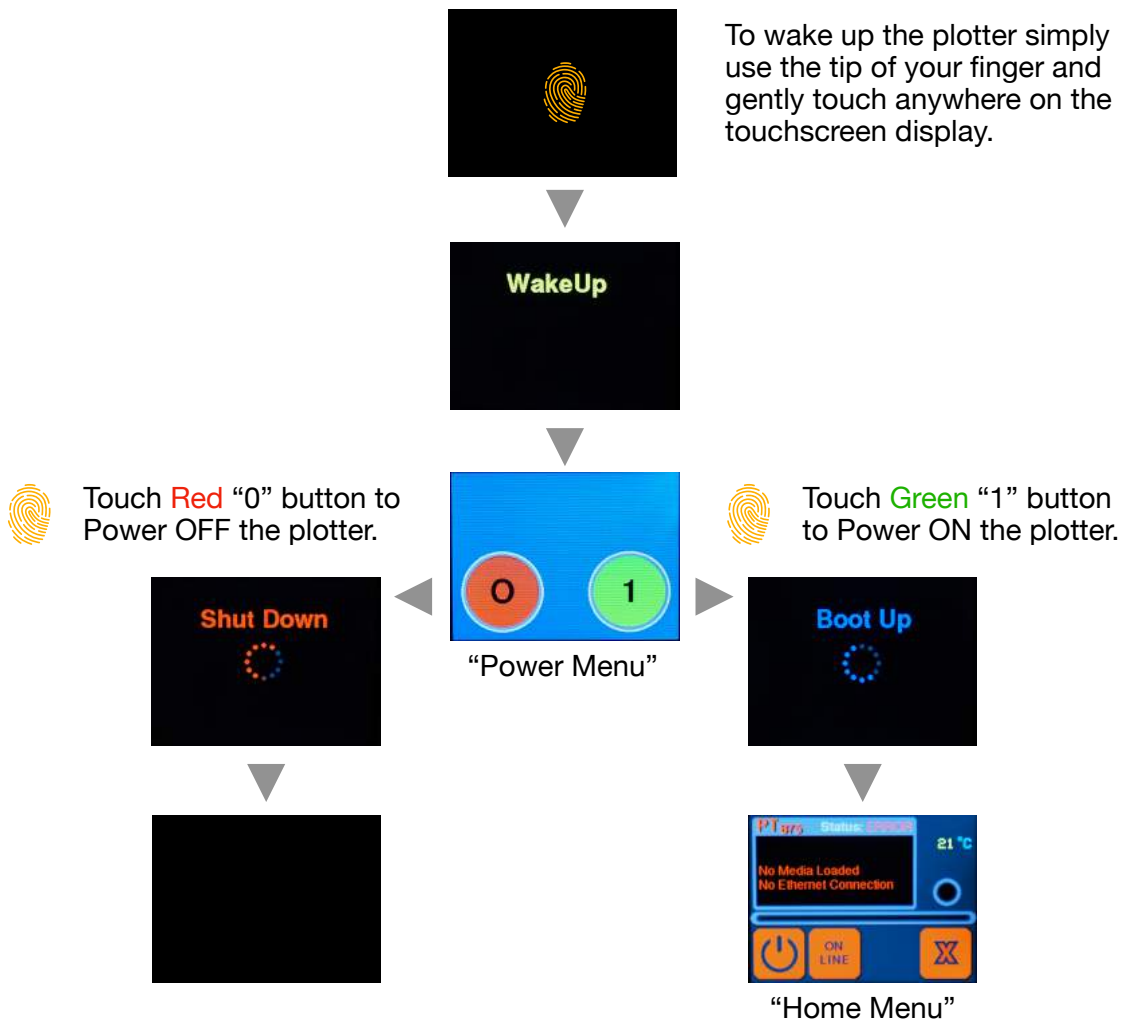 To wake up the plotter simply
use the tip of your finger and
gently touch anywhere on the
touchscreen display.
WakeUp
Touch Red “0” button to
Power OFF the plotter.
Touch Green “1” button
to Power ON the plotter.
O
1
Shut Down
Boot Up
“Power Menu”
PT 875 Status: ERROR
21 °C
No Media Loaded
No Ethernet Connection
ON
LINE
X
“Home Menu”